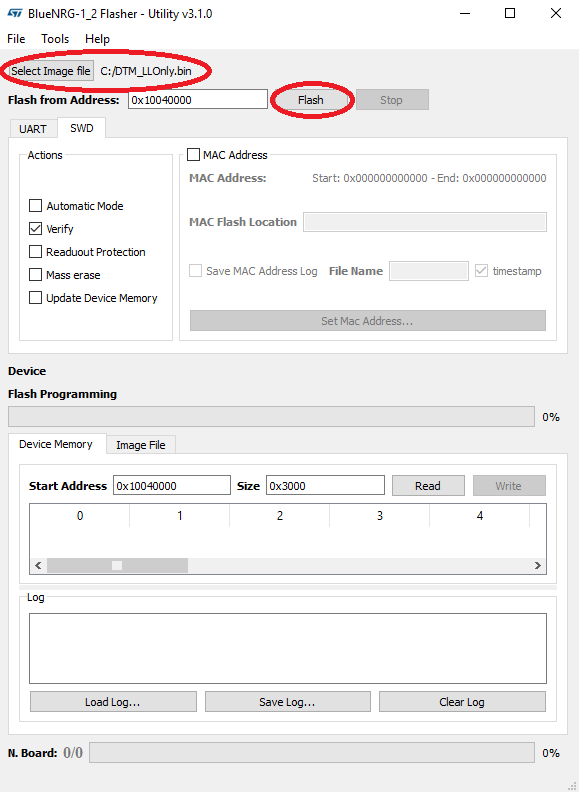 BlueNRG-1_2 Flasher - Utility v3.1.0
File Tools Help
Select Image file C:/DTM_LLOnly.bin
Flash from Address: 0x10040000 Flash Stop
UART SWD
Actions
Automatic Mode
Verify
Readouut Protection
Mass erase
Update Device Memory
MAC Address
MAC Address: Start: 0x000000000000 - End: 0x000000000000
MAC Flash Location
Save MAC Address Log File Name timestamp
Set Mac Address...
Device
Flash Programming
0%
Device Memory Image File
Start Address 0x10040000 Size 0x3000 Read Write
0 1 2 3 4
Log
Load Log... Save Log... Clear Log
N. Board: 0/0 0%